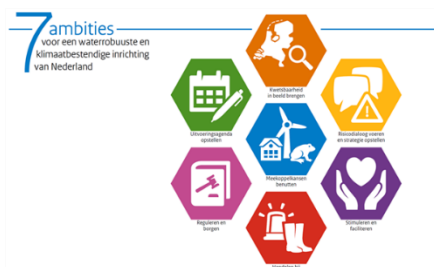 7 ambities
voor een waterrobuuste en
klimaatbestendige inrichting
van Nederland
Kwetsbaarheid
in beeld brengen
Uitvoeringsagenda
opstellen
Risicodialoog voeren
en strategie opstellen
Meekoppelkansen
benutten
Reguleren en
borgen
Stimuleren en
faciliteren